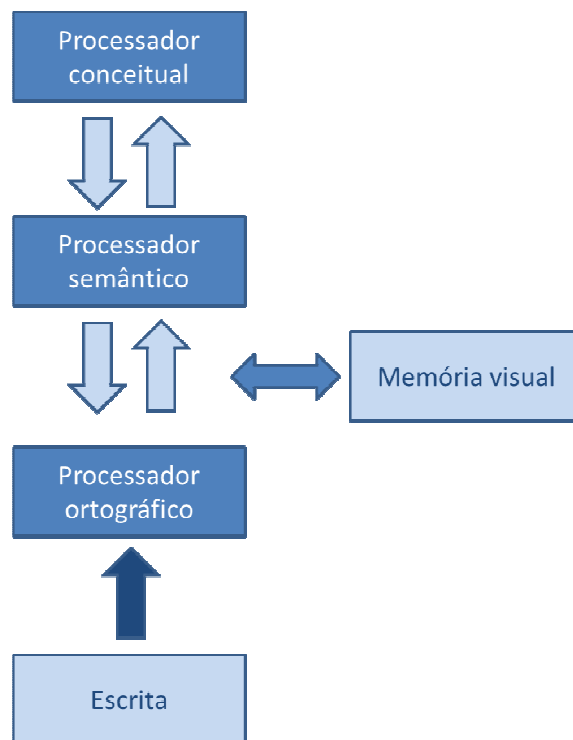 Processador
conceitual
Processador
semântico
Memória visual
Processador
ortográfico
Escrita